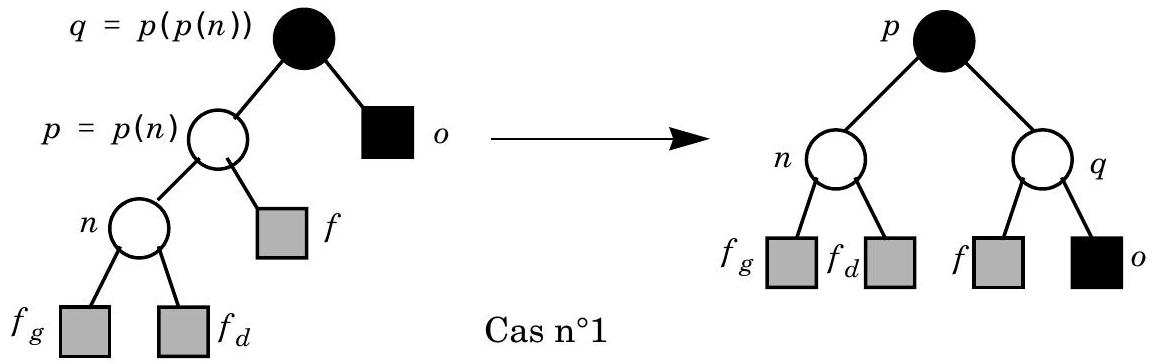 q = p(p(n))
p = p(n)
o
n
f
f_g
f_d
Cas n°1
p
n
q
f_g
f_d
f
o